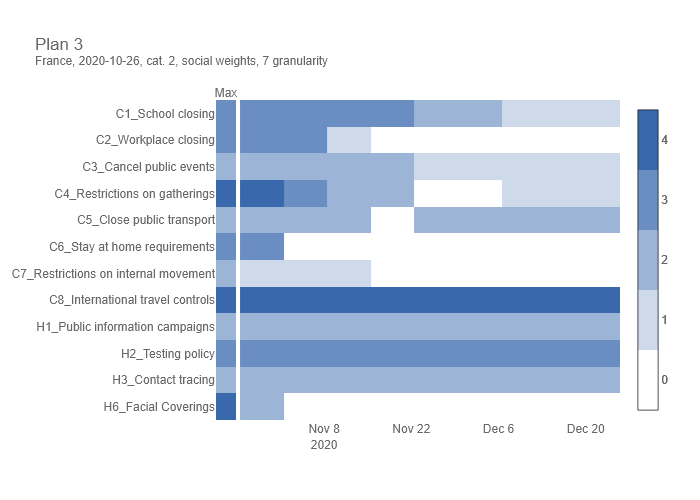 Plan 3
France, 2020-10-26, cat. 2, social weights, 7 granularity
Max
C1_School closing
C2_Workplace closing
C3_Cancel public events
C4_Restrictions on gatherings
C5_Close public transport
C6_Stay at home requirements
C7_Restrictions on internal movement
C8_International travel controls
H1_Public information campaigns
H2_Testing policy
H3_Contact tracing
H6_Facial Coverings
Nov 8 Nov 22 Dec 6 Dec 20
2020
4
3
2
1
0